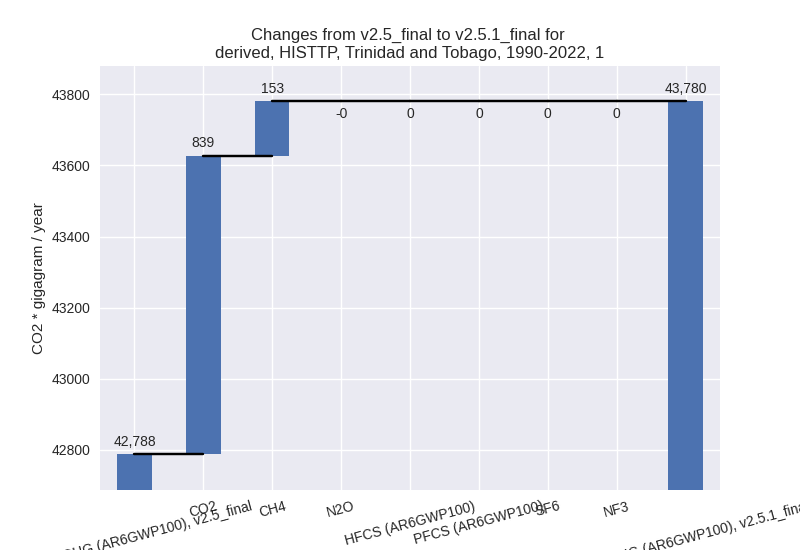 Changes from v2.5_final to v2.5.1_final for
derived, HISTTP, Trinidad and Tobago, 1990-2022, 1
CO2 * gigagram / year
43800
43600
43400
43200
43000
42800
42,788
839
153
-0
0
0
0
0
43,780
(AR6GWP100), v2.5_final
CO2
CH4
N2O
HFCS (AR6GWP100)
PFCS (AR6GWP100)
SF6
NF3
(AR6GWP100), v2.5.1_fina